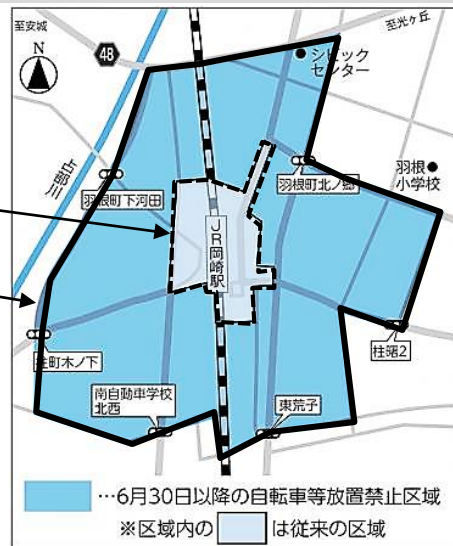 至安城
至光ヶ丘
N
48
シビック
センター
占部川
羽根町下河田
羽根町北ノ郷
羽根
小学校
JR岡崎駅
柱町木ノ下
柱曙2
南自動車学校
北西
東荒子
…6月30日以降の自転車等放置禁止区域
※区域内の は従来の区域